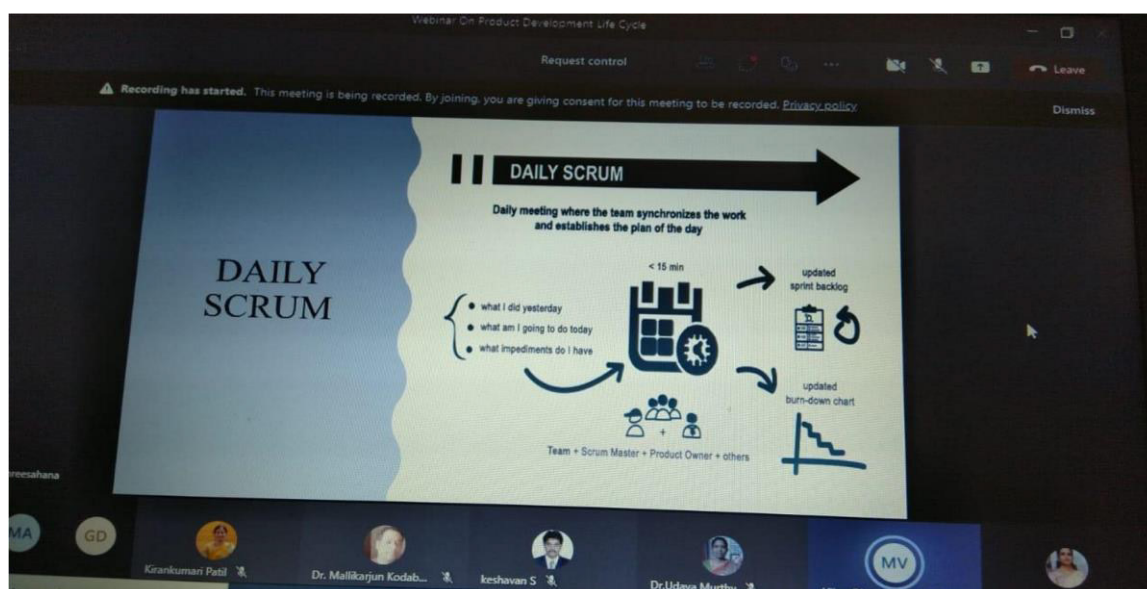 Webinar On Product Development Life Cycle
Request control
Leave
Recording has started. This meeting is being recorded. By joining, you are giving consent for this meeting to be recorded. Privacy policy
Dismiss
DAILY SCRUM
Daily meeting where the team synchronizes the work
and establishes the plan of the day
DAILY
SCRUM
< 15 min
what I did yesterday
what am I going to do today
what impediments do I have
updated
sprint backlog
updated
burn-down chart
Team + Scrum Master + Product Owner + others
reesahana
MA
GD
MV
Kirankumari Patil
Dr. Mallikarjun Kodab...
keshavan S
Dr.Udaya Murthy